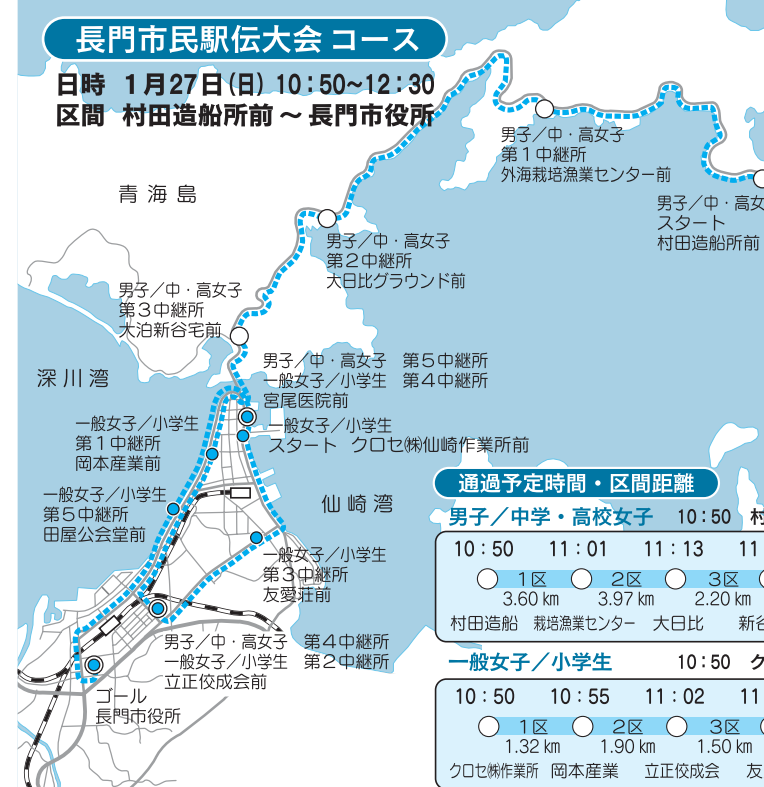 長門市民駅伝大会 コース
日時 1月27日(日) 10:50~12:30
区間 村田造船所前 ～ 長門市役所
男子／中・高女子
第1中継所
外海栽培漁業センター前
男子／中・高女
スタート
村田造船所前
青海島
男子／中・高女子
第2中継所
大日比グラウンド前
男子／中・高女子
第3中継所
大泊新谷宅前
深川湾
男子／中・高女子 第5中継所
一般女子／小学生 第4中継所
宮尾医院前
一般女子／小学生
スタート クロセ㈱仙崎作業所前
一般女子／小学生
第1中継所
岡本産業前
一般女子／小学生
第5中継所
田屋公会堂前
仙崎湾
一般女子／小学生
第3中継所
友愛荘前
男子／中・高女子 第4中継所
一般女子／小学生 第2中継所
立正佼成会前
ゴール
長門市役所
通過予定時間・区間距離
男子／中学・高校女子 10:50 村
10:50 11:01 11:13 11
1区 2区 3区
3.60 km 3.97 km 2.20 km
村田造船 栽培漁業センター 大日比 新谷
一般女子／小学生 10:50 ク
10:50 10:55 11:02 11
1区 2区 3区
1.32 km 1.90 km 1.50 km
クロセ㈱作業所 岡本産業 立正佼成会 友